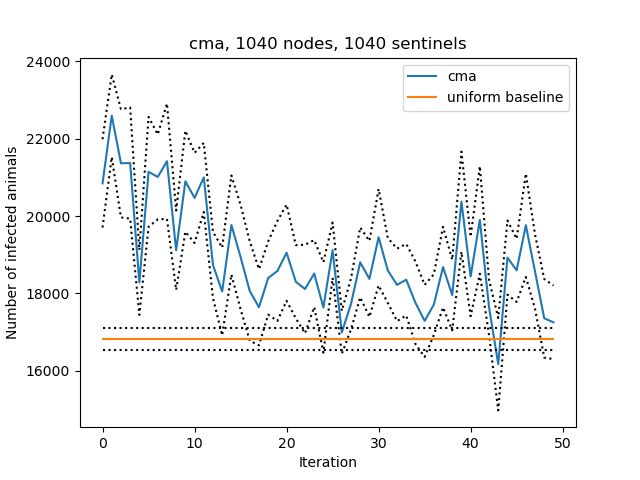 cma, 1040 nodes, 1040 sentinels
24000
22000
20000
18000
16000
Number of infected animals
cma
uniform baseline
0
10
20
30
40
50
Iteration